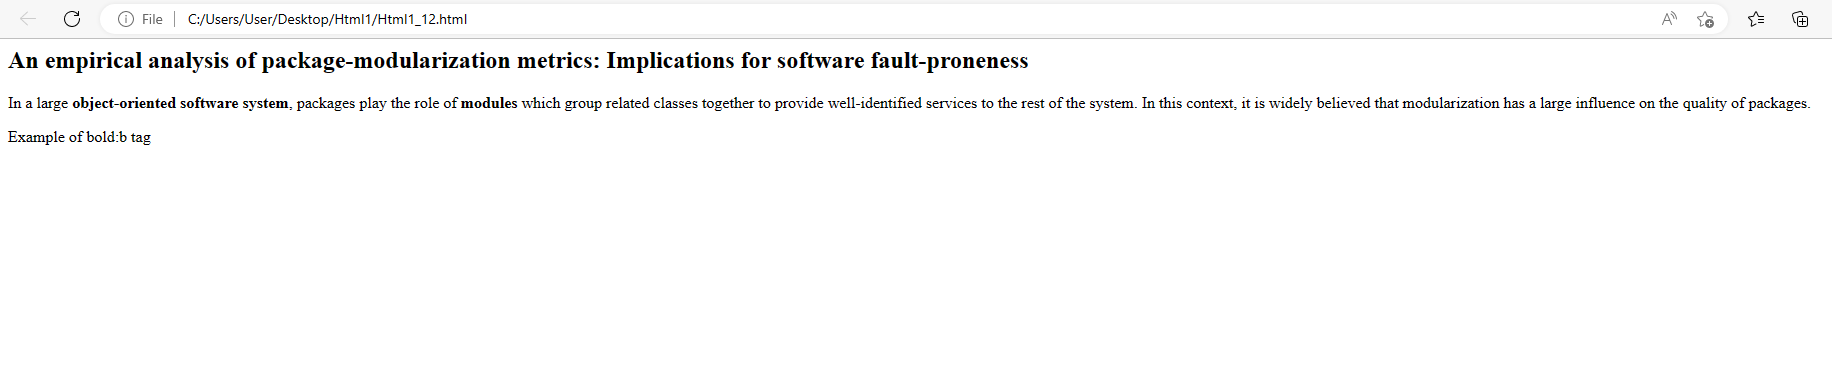 File C:/Users/User/Desktop/Html1/Html1_12.html
An empirical analysis of package-modularization metrics: Implications for software fault-proneness
In a large object-oriented software system, packages play the role of modules which group related classes together to provide well-identified services to the rest of the system. In this context, it is widely believed that modularization has a large influence on the quality of packages.
Example of bold:b tag